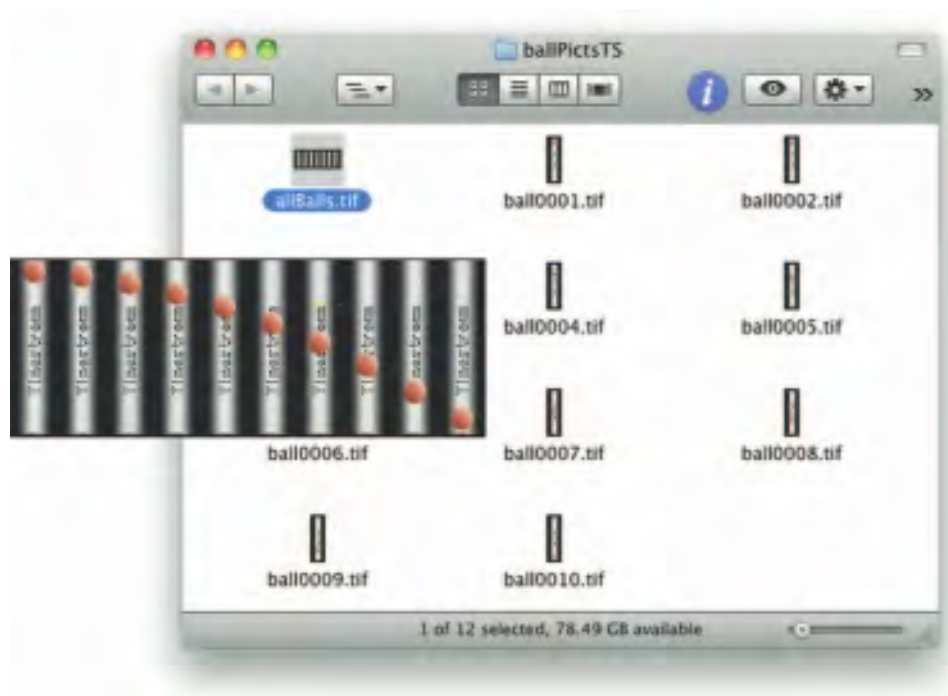 ballPictsTS
allBalls.tif
ball0001.tif
ball0002.tif
ball0004.tif
ball0005.tif
ball0006.tif
ball0007.tif
ball0008.tif
ball0009.tif
ball0010.tif
1 of 12 selected, 78.49 GB available